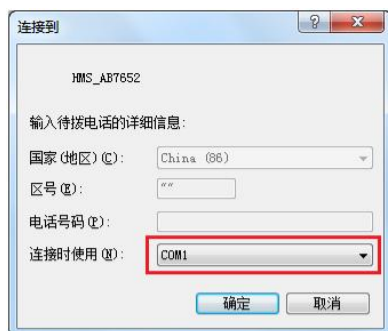 连接到
HMS_AB7652
输入待拨电话的详细信息:
国家(地区)(C): China (86)
区号(E): ""
电话号码(P):
连接时使用(N): COM1
确定 取消